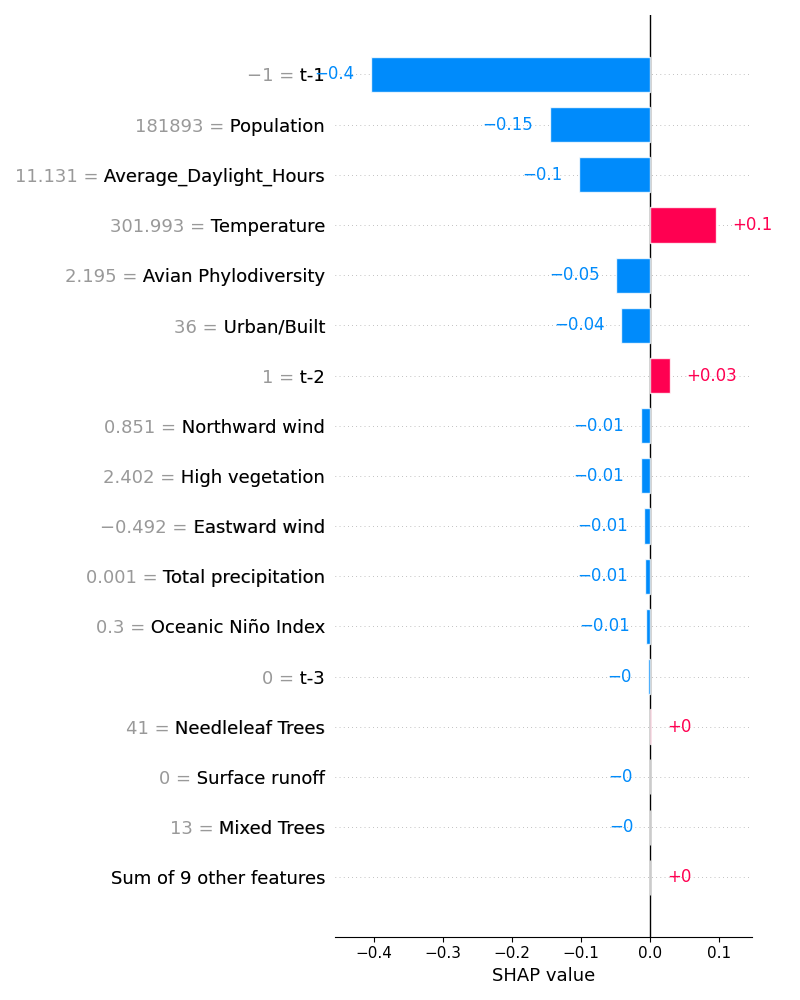 −1 = t-1 −0.4
181893 = Population −0.15
11.131 = Average_Daylight_Hours −0.1
301.993 = Temperature +0.1
2.195 = Avian Phylodiversity −0.05
36 = Urban/Built −0.04
1 = t-2 +0.03
0.851 = Northward wind −0.01
2.402 = High vegetation −0.01
−0.492 = Eastward wind −0.01
0.001 = Total precipitation −0.01
0.3 = Oceanic Niño Index −0.01
0 = t-3 −0
41 = Needleleaf Trees +0
0 = Surface runoff −0
13 = Mixed Trees −0
Sum of 9 other features +0
−0.4 −0.3 −0.2 −0.1 0.0 0.1
SHAP value